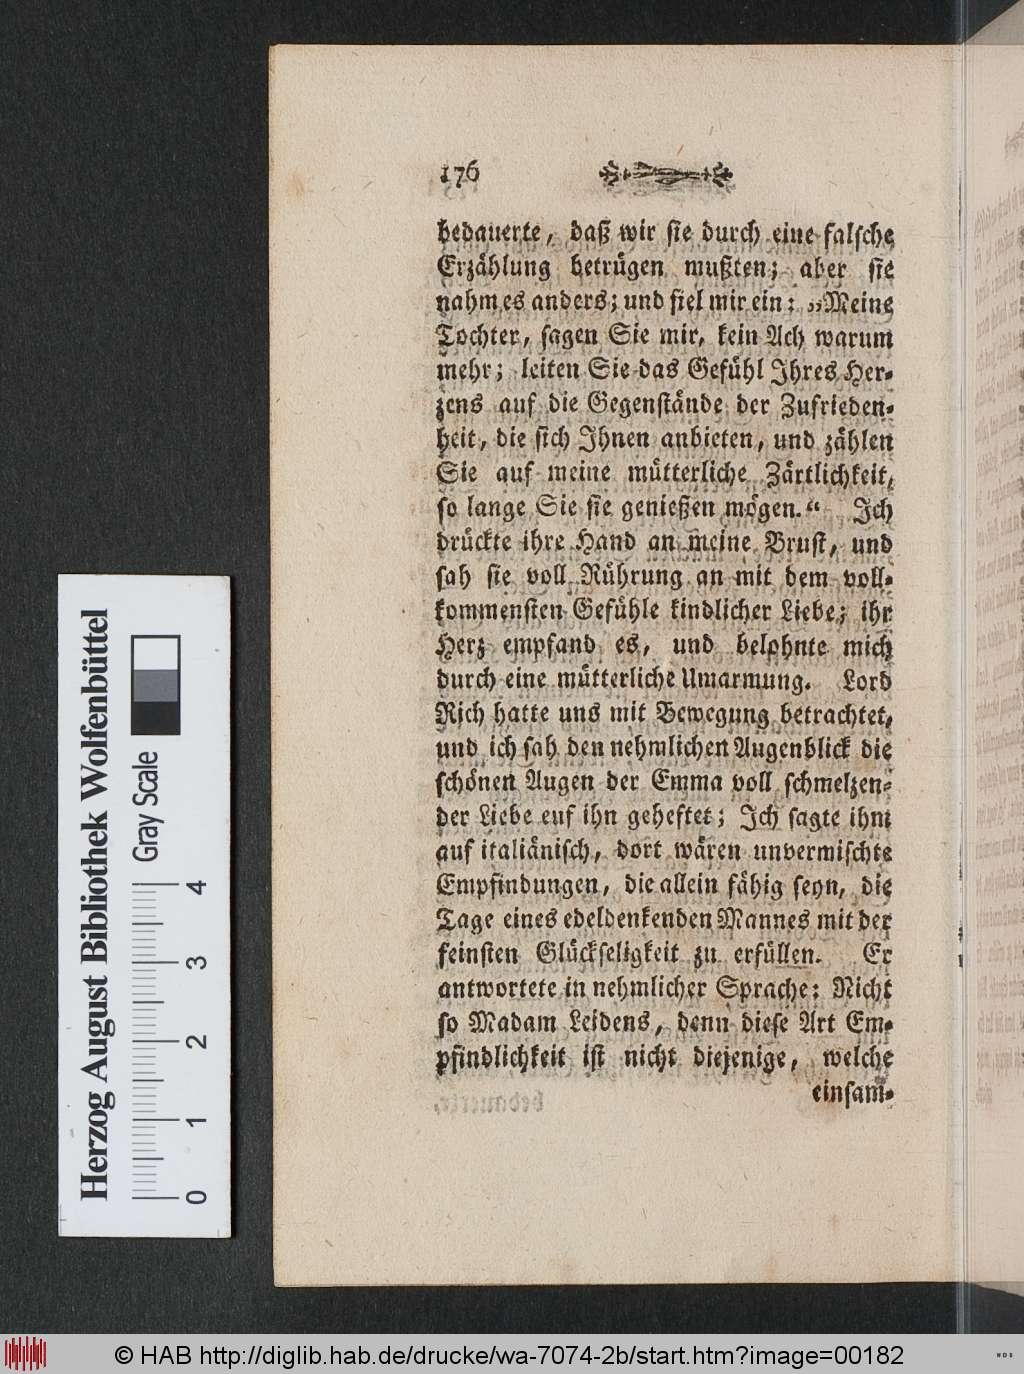 176
bedauerte, daß wir sie durch eine falsche
Erzählung betrügen mußten; aber sie
nahm es anders; und fiel mir ein: „Meine
Tochter, sagen Sie mir, kein Ach warum
mehr; leiten Sie das Gefühl Ihres Her-
zens auf die Gegenstände der Zufrieden-
heit, die sich Ihnen anbieten, und zählen
Sie auf meine mütterliche Zärtlichkeit,
so lange Sie sie genießen mögen.“ Ich
drückte ihre Hand an meine Brust, und
sah sie voll Rührung an mit dem voll-
kommensten Gefühle kindlicher Liebe; ihr
Herz empfand es, und belohnte mich
durch eine mütterliche Umarmung. Lord
Rich hatte uns mit Bewegung betrachtet,
und ich sah den nehmlichen Augenblick die
schönen Augen der Emma voll schmelzen-
der Liebe euf ihn geheftet; Ich sagte ihm
auf italiänisch, dort wären unvermischte
Empfindungen, die allein fähig seyn, die
Tage eines edeldenkenden Mannes mit der
feinsten Glückseligkeit zu erfüllen. Er
antwortete in nehmlicher Sprache: Nicht
so Madam Leidens, denn diese Art Em-
pfindlichkeit ist nicht diejenige, welche
einsam-
Herzog August Bibliothek Wolfenbüttel
Gray Scale
0 1 2 3 4
© HAB http://diglib.hab.de/drucke/wa-7074-2b/start.htm?image=00182
WDB